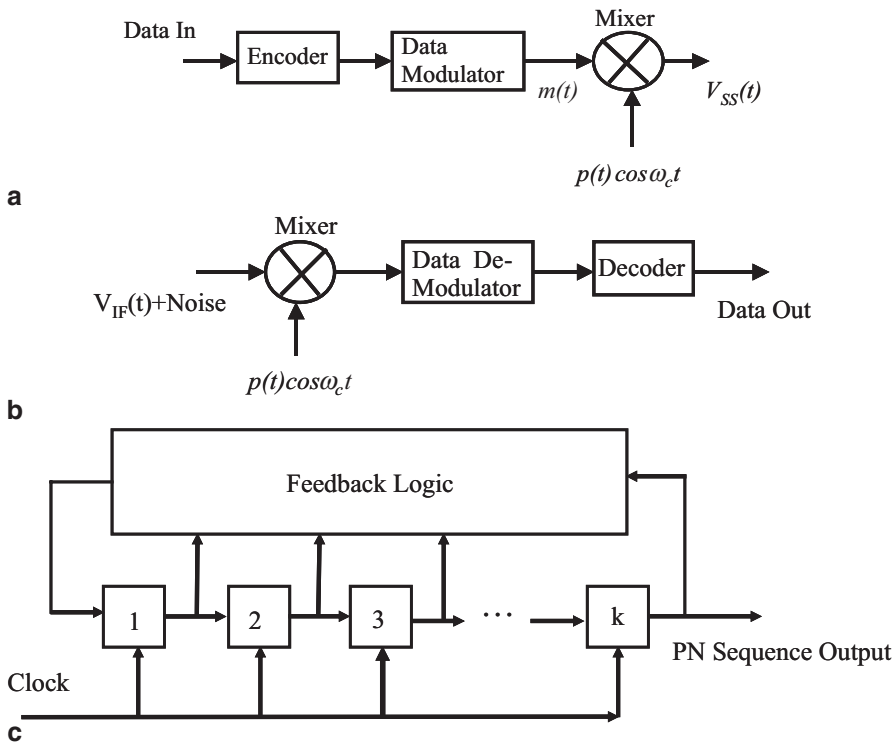 Mixer
Data In
Encoder
Data
Modulator
m(t)
V_SS(t)
p(t) cosω_c t
a
Mixer
Data De-
Modulator
Decoder
V_IF(t)+Noise
Data Out
p(t)cosω_c t
b
Feedback Logic
1
2
3
...
k
PN Sequence Output
Clock
c